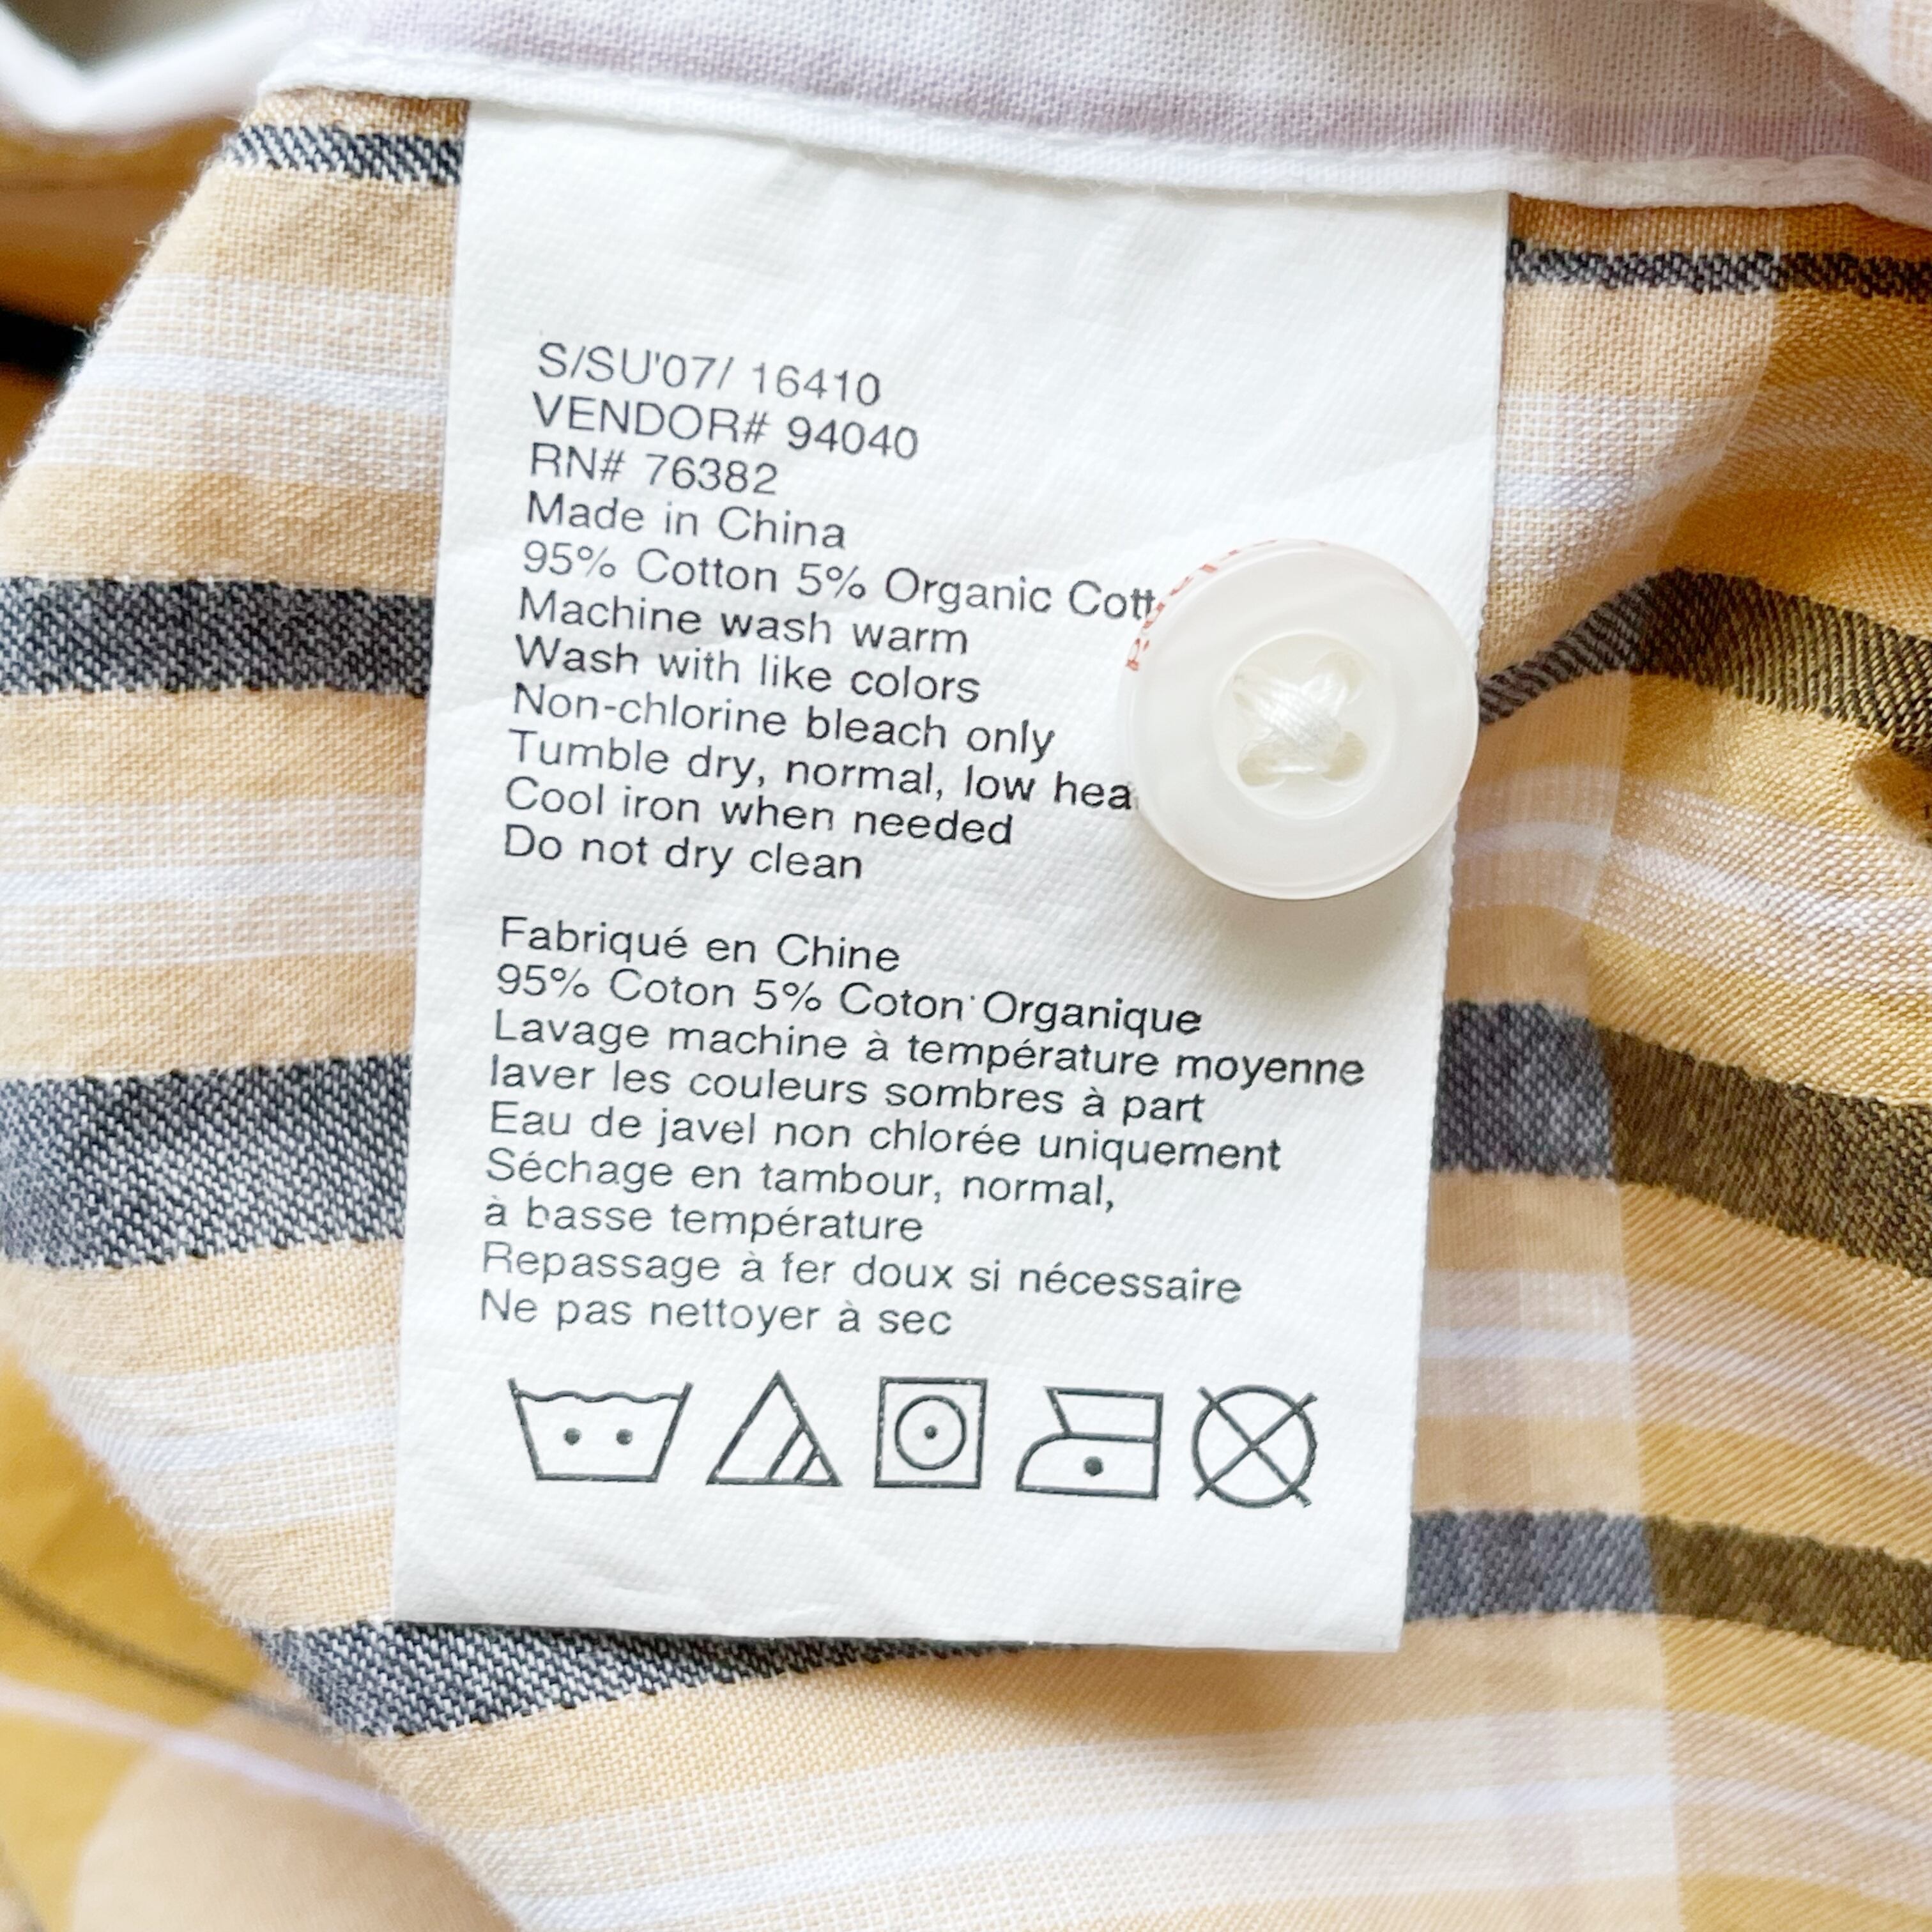 S/SU'07/ 16410
VENDOR# 94040
RN# 76382
Made in China
95% Cotton 5% Organic Cott
Machine wash warm
Wash with like colors
Non-chlorine bleach only
Tumble dry, normal, low hea
Cool iron when needed
Do not dry clean
Fabriqué en Chine
95% Coton 5% Coton Organique
Lavage machine à température moyenne
laver les couleurs sombres à part
Eau de javel non chlorée uniquement
Séchage en tambour, normal,
à basse température
Repassage à fer doux si nécessaire
Ne pas nettoyer à sec